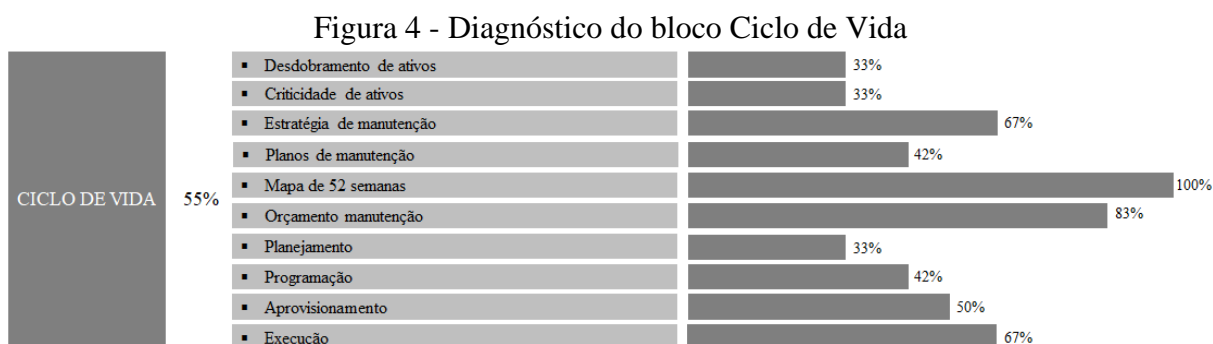 Figura 4 - Diagnóstico do bloco Ciclo de Vida
CICLO DE VIDA 55%
▪ Desdobramento de ativos 33%
▪ Criticidade de ativos 33%
▪ Estratégia de manutenção 67%
▪ Planos de manutenção 42%
▪ Mapa de 52 semanas 100%
▪ Orçamento manutenção 83%
▪ Planejamento 33%
▪ Programação 42%
▪ Aprovisionamento 50%
▪ Execução 67%